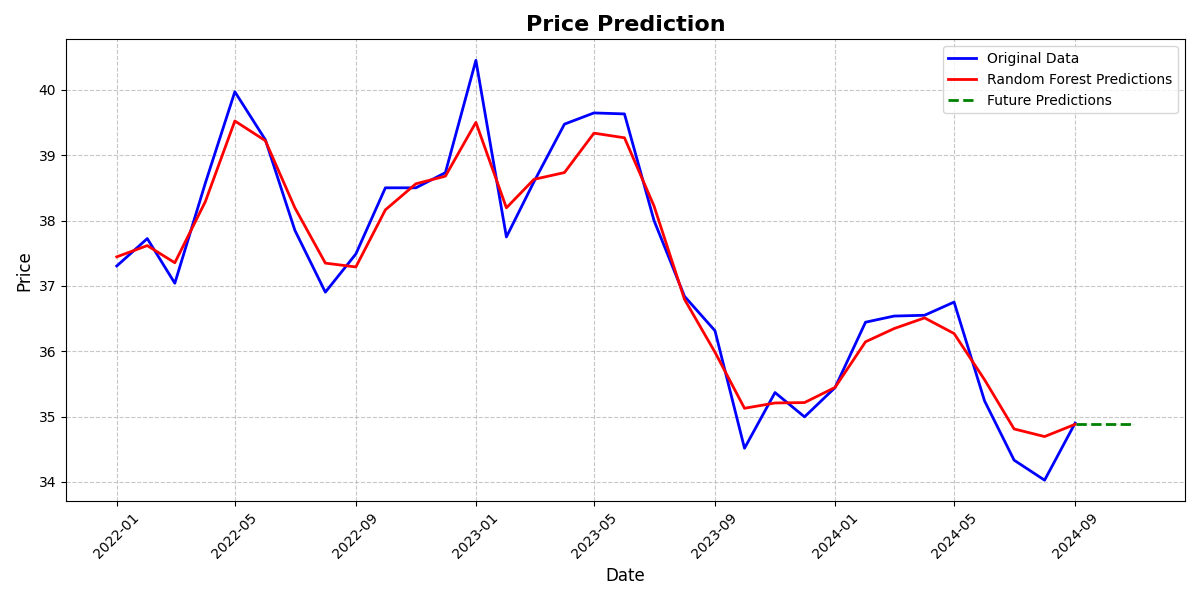 Price Prediction
Original Data
Random Forest Predictions
Future Predictions
Price
40
39
38
37
36
35
34
2022-01
2022-05
2022-09
2023-01
2023-05
2023-09
2024-01
2024-05
2024-09
Date